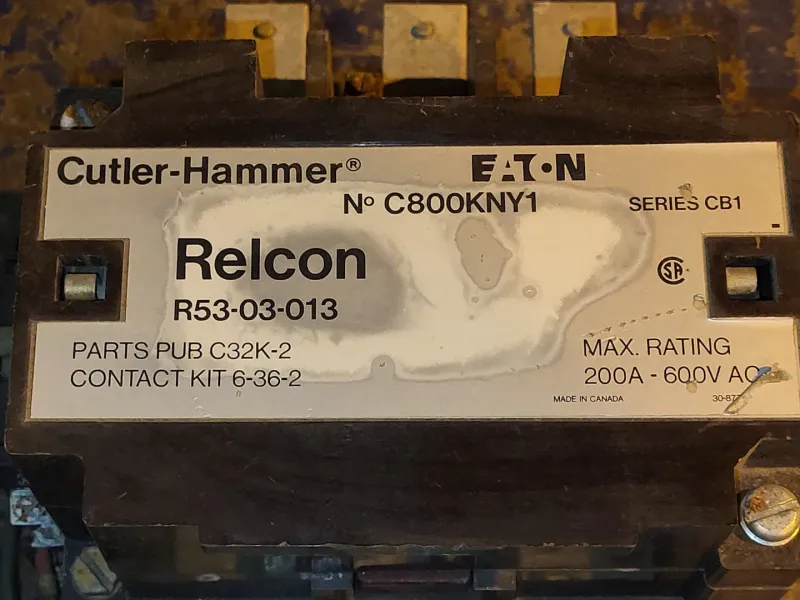 Cutler-Hammer® EATON
Nº C800KNY1 SERIES CB1
Relcon
R53-03-013
PARTS PUB C32K-2
CONTACT KIT 6-36-2
SA
MAX. RATING
200A - 600V AC
MADE IN CANADA